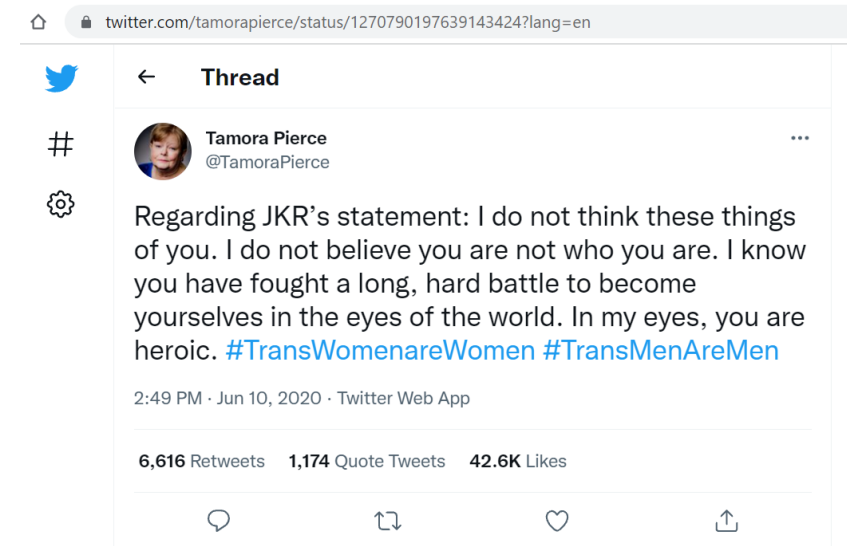 twitter.com/tamorapierce/status/1270790197639143424?lang=en
Thread
Tamora Pierce
@TamoraPierce
Regarding JKR’s statement: I do not think these things
of you. I do not believe you are not who you are. I know
you have fought a long, hard battle to become
yourselves in the eyes of the world. In my eyes, you are
heroic. #TransWomenareWomen #TransMenAreMen
2:49 PM · Jun 10, 2020 · Twitter Web App
6,616 Retweets 1,174 Quote Tweets 42.6K Likes